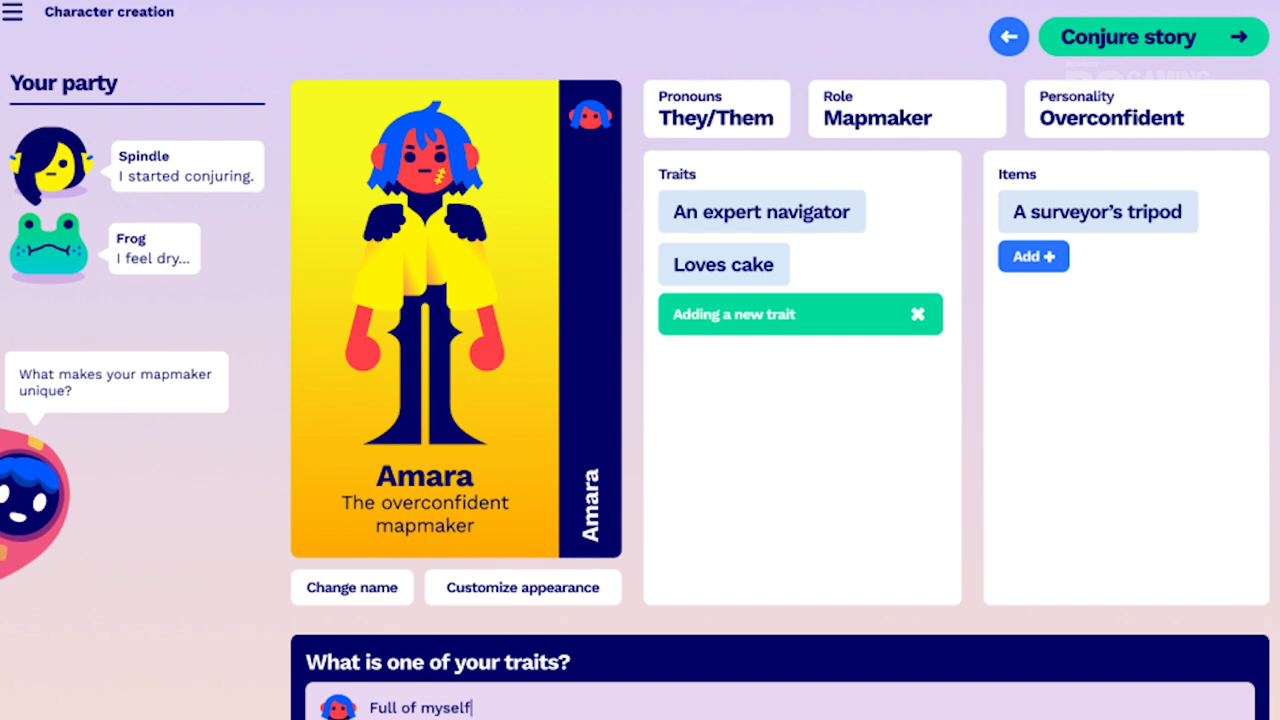 Character creation
Conjure story
Your party
Spindle
I started conjuring.
Frog
I feel dry...
What makes your mapmaker
unique?
Amara
The overconfident
mapmaker
Amara
Change name
Customize appearance
Pronouns
They/Them
Role
Mapmaker
Personality
Overconfident
Traits
An expert navigator
Loves cake
Adding a new trait
Items
A surveyor's tripod
Add
What is one of your traits?
Full of myself